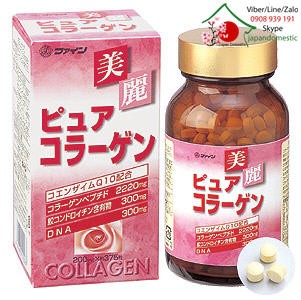 Viber/Line/Zalo
0908 939 191
Skype
japandomestic
ファイン
美
麗
ピュア
コラーゲン
コエンザイムQ10配合
コラーゲンペプチド 2220mg
鮫コンドロイチン含有物 300mg
DNA 300mg
200mg×375粒
COLLAGEN
ファイン
美
麗
ピュア
コラーゲン
コエンザイムQ10配合
コラーゲンペプチド 2220mg
鮫コンドロイチン含有物 300mg
DNA 300mg